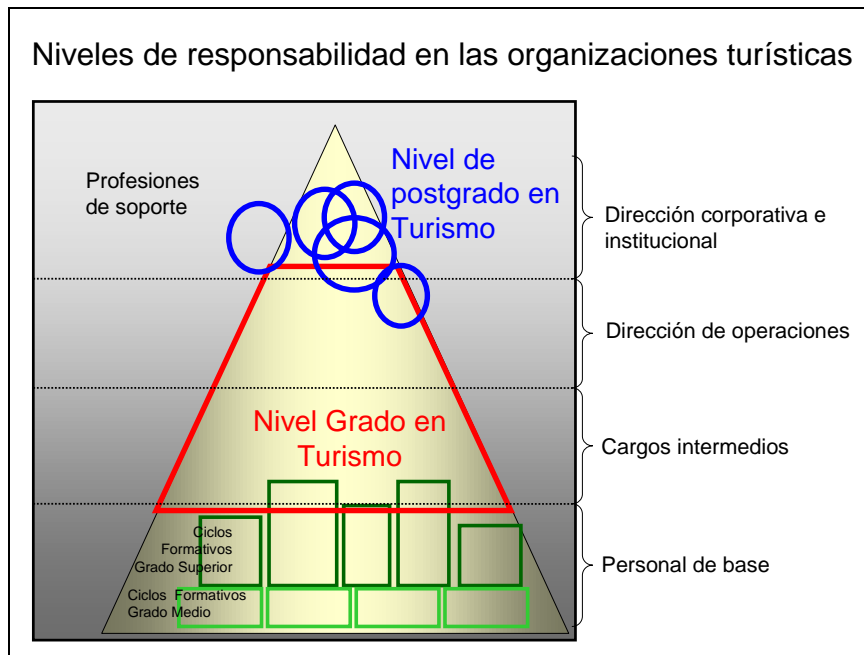 Niveles de responsabilidad en las organizaciones turísticas
Profesiones
de soporte
Nivel de
postgrado en
Turismo
Dirección corporativa e
institucional
Dirección de operaciones
Nivel Grado en
Turismo
Cargos intermedios
Ciclos
Formativos
Grado Superior
Personal de base
Ciclos Formativos
Grado Medio